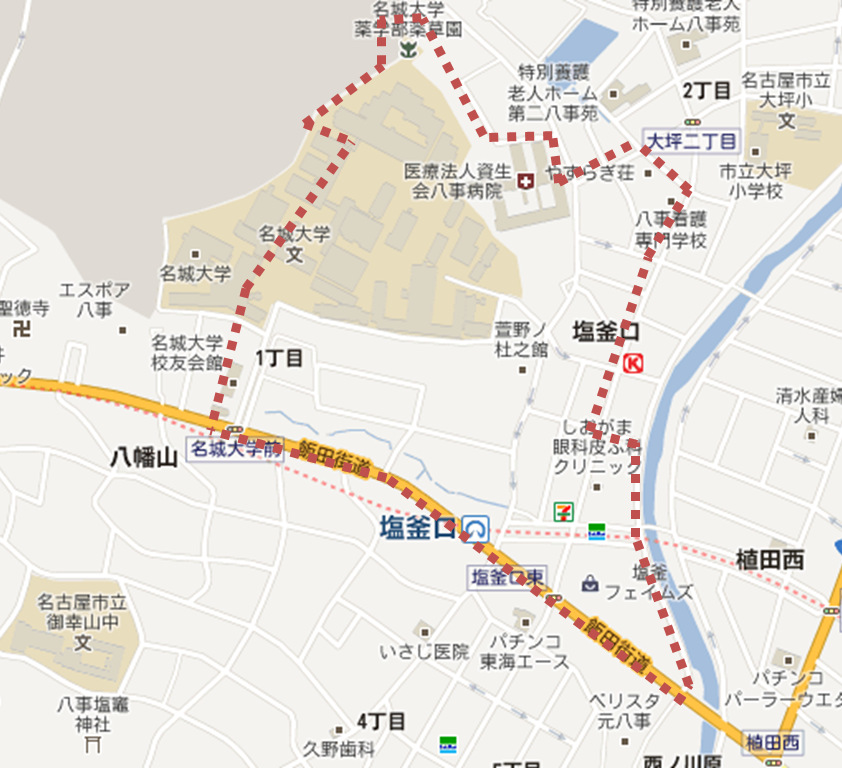 名城大学
薬学部薬草園
特別養護老人
ホーム八事苑
特別養護
老人ホーム
第二八事苑
2丁目
名古屋市立
大坪小
文
大坪二丁目
医療法人資生
会八事病院
やすらぎ荘
市立大坪
小学校
八事看護
専門学校
名城大学
文
名城大学
エスポア
八事
聖徳寺
卍
名城大学
校友会館
1丁目
萱野ノ
杜之館
塩釜口
K
ック
清水産婦
人科
しおがま
眼科皮ふ科
クリニック
八幡山
名城大学前
飯田街道
塩釜口
7
植田西
塩釜口東
塩釜
フェイムズ
名古屋市立
御幸山中
文
飯田街道
いさじ医院
パチンコ
東海エース
パチンコ
パーラーウエダ
八事塩竈
神社
ベリスタ
元八事
4丁目
久野歯科
植田西
西ノ川原
5丁目